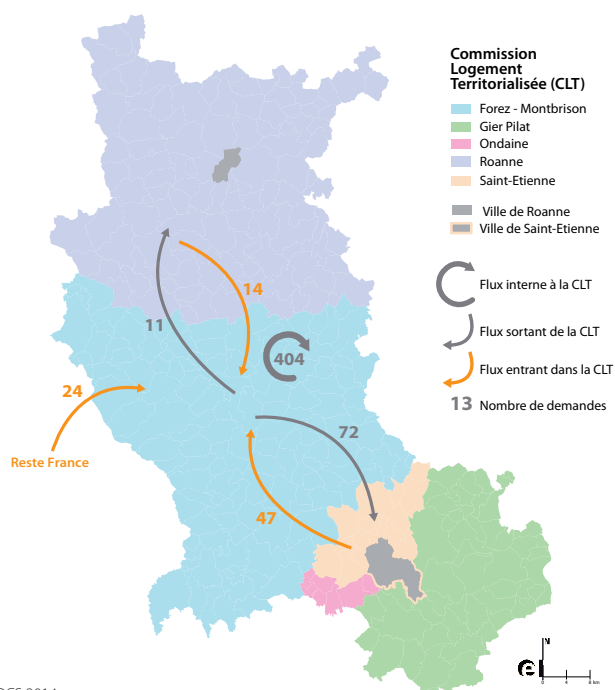 Commission
Logement
Territorialisée (CLT)
Forez - Montbrison
Gier Pilat
Ondaine
Roanne
Saint-Etienne
Ville de Roanne
Ville de Saint-Etienne
Flux interne à la CLT
Flux sortant de la CLT
Flux entrant dans la CLT
13 Nombre de demandes
14
11
404
24
72
Reste France
47
N